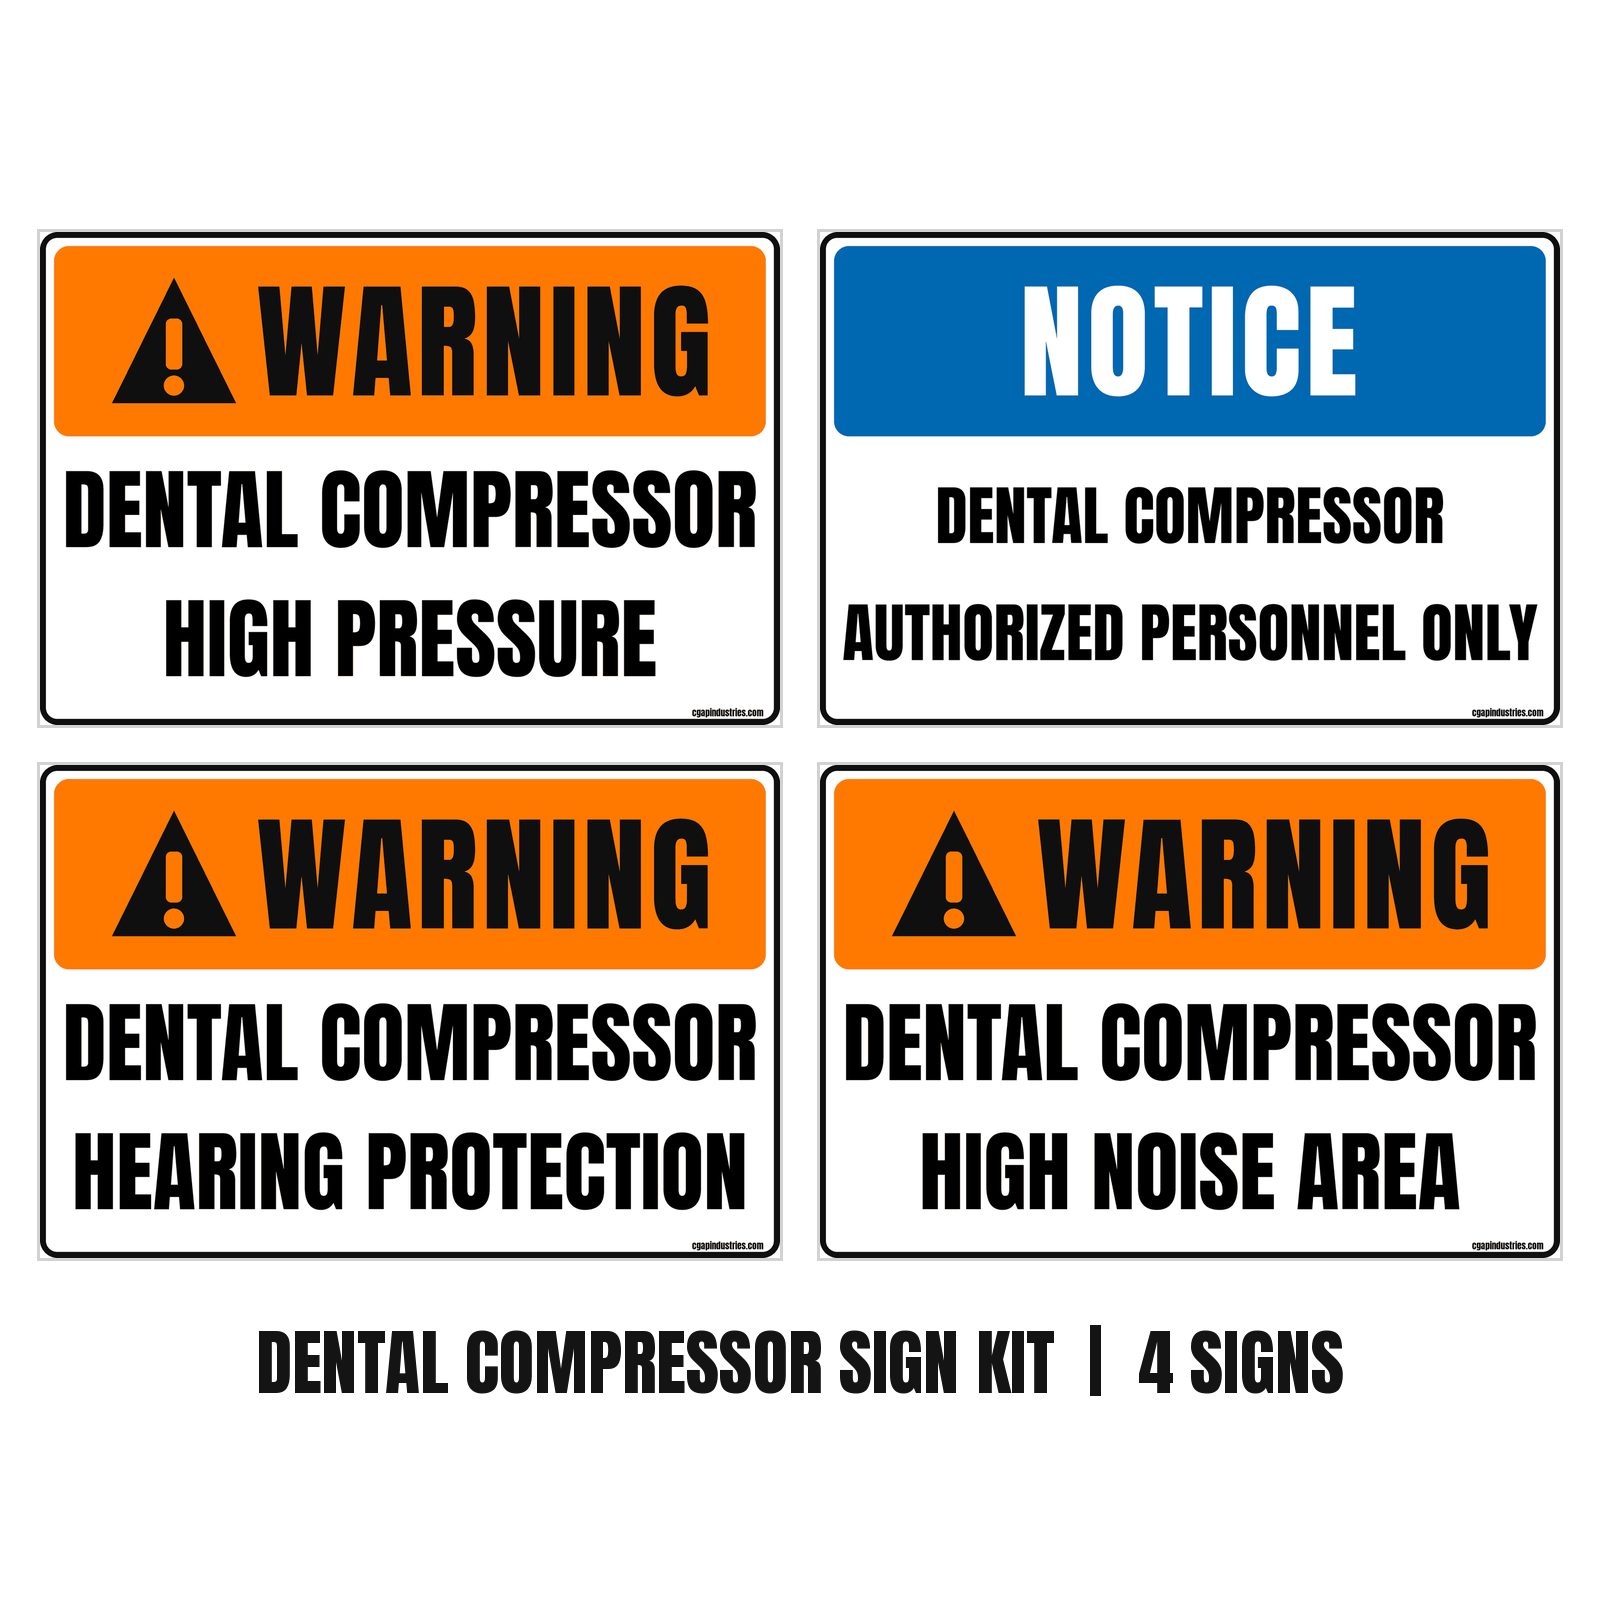 WARNING
DENTAL COMPRESSOR
HIGH PRESSURE
cgapindustries.com
NOTICE
DENTAL COMPRESSOR
AUTHORIZED PERSONNEL ONLY
cgapindustries.com
WARNING
DENTAL COMPRESSOR
HEARING PROTECTION
cgapindustries.com
WARNING
DENTAL COMPRESSOR
HIGH NOISE AREA
cgapindustries.com
DENTAL COMPRESSOR SIGN KIT | 4 SIGNS